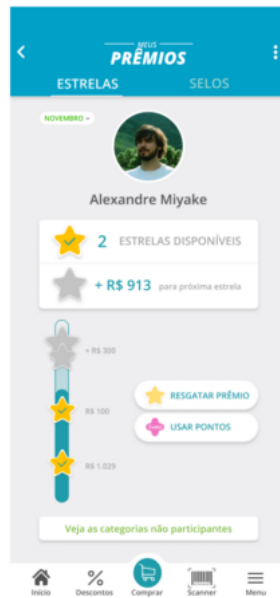 MEUS
PRÊMIOS
ESTRELAS SELOS
NOVEMBRO
Alexandre Miyake
2 ESTRELAS DISPONÍVEIS
+ R$ 913 para próxima estrela
+ R$ 300
RESGATAR PRÊMIO
R$ 100
USAR PONTOS
R$ 1.029
Veja as categorias não participantes
Início Descontos Comprar Scanner Menu